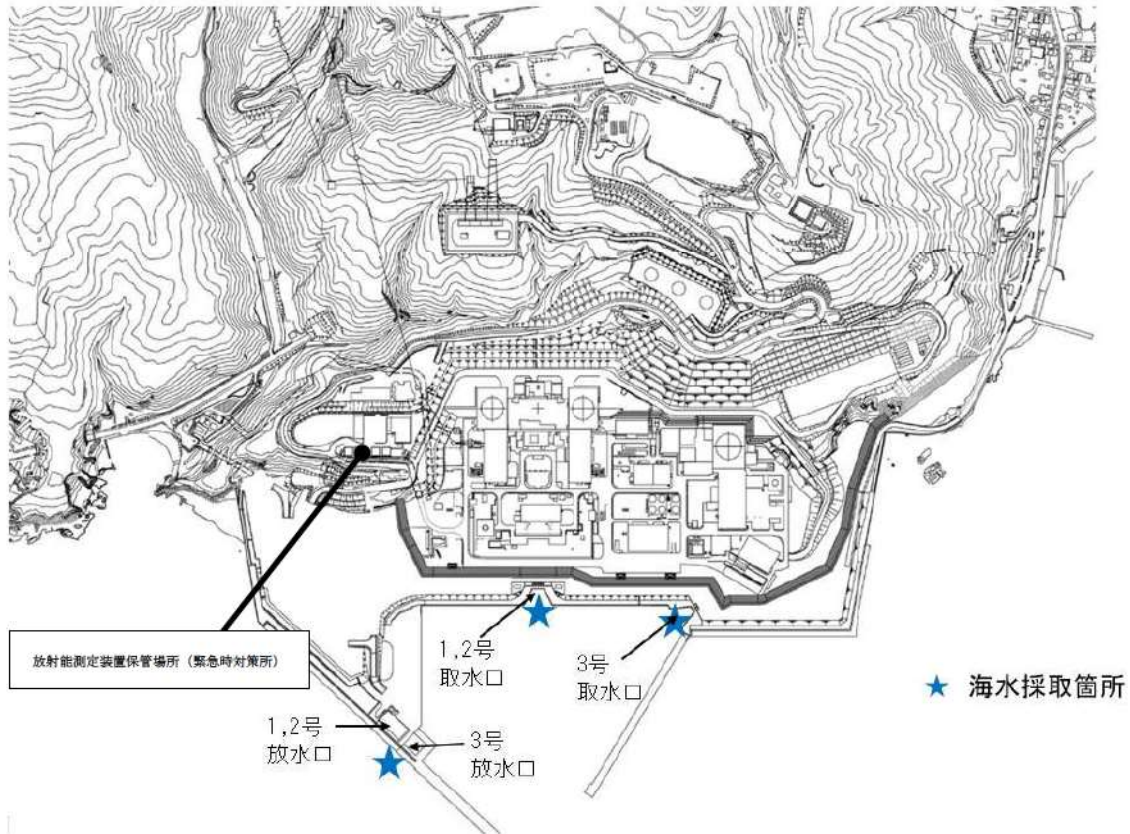 放射能測定装置保管場所（緊急時対策所）
1,2号
取水口
3号
取水口
★ 海水採取箇所
1,2号
放水口
3号
放水口